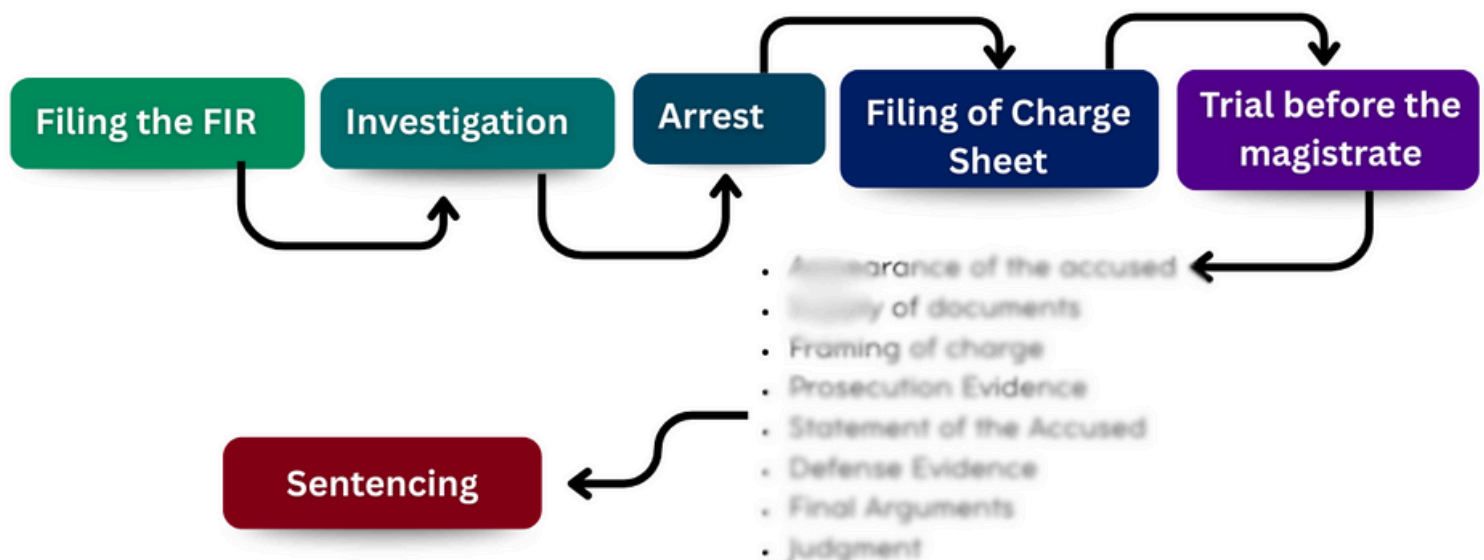 Filing the FIR
Investigation
Arrest
Filing of Charge
Sheet
Trial before the
magistrate
of the accused
of documents
Framing of charge
Prosecution Evidence
Statement of the Accused
Defense Evidence
Final Arguments
Judgment
Sentencing